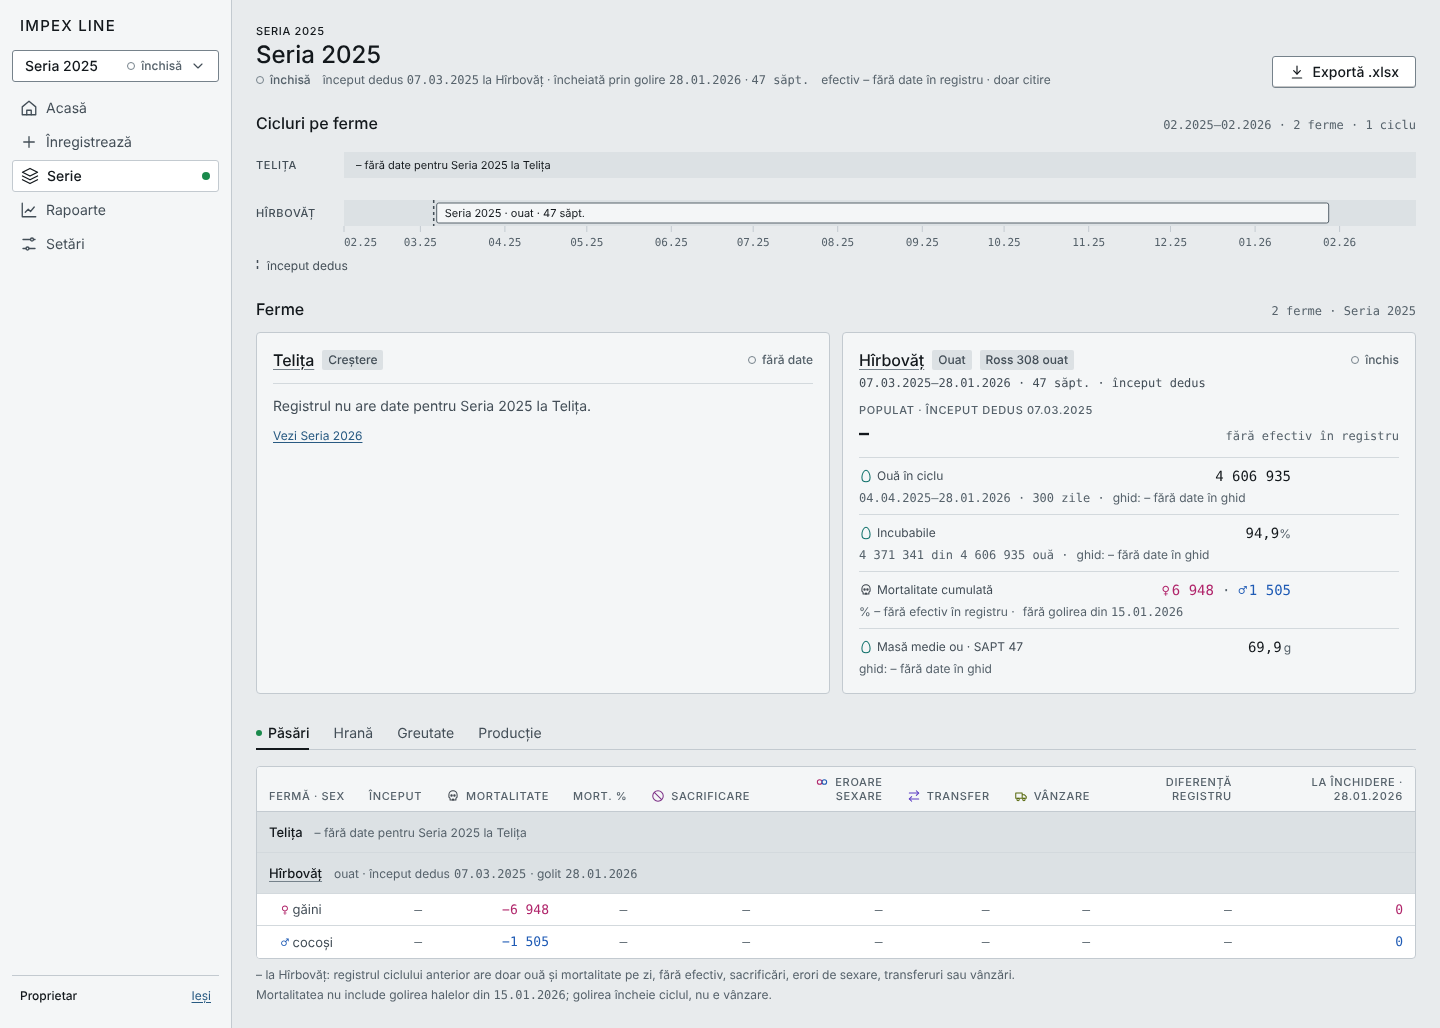 IMPEX LINE
Seria 2025 închisă
Acasă
Înregistrează
Serie
Rapoarte
Setări
Proprietar Ieși
SERIA 2025
Seria 2025
închisă început dedus 07.03.2025 la Hîrbovăț · încheiată prin golire 28.01.2026 · 47 săpt. efectiv – fără date în registru · doar citire
Exportă .xlsx
Cicluri pe ferme
02.2025–02.2026 · 2 ferme · 1 ciclu
TELIȚA – fără date pentru Seria 2025 la Telița
HÎRBOVĂȚ Seria 2025 · ouat · 47 săpt.
02.25 03.25 04.25 05.25 06.25 07.25 08.25 09.25 10.25 11.25 12.25 01.26 02.26
început dedus
Ferme
2 ferme · Seria 2025
Telița Creștere fără date
Registrul nu are date pentru Seria 2025 la Telița.
Vezi Seria 2026
Hîrbovăț Ouat Ross 308 ouat închis
07.03.2025–28.01.2026 · 47 săpt. · început dedus
POPULAT · ÎNCEPUT DEDUS 07.03.2025
– fără efectiv în registru
Ouă în ciclu 4 606 935
04.04.2025–28.01.2026 · 300 zile · ghid: – fără date în ghid
Incubabile 94,9%
4 371 341 din 4 606 935 ouă · ghid: – fără date în ghid
Mortalitate cumulată ♀6 948 · ♂1 505
% – fără efectiv în registru · fără golirea din 15.01.2026
Masă medie ou · SAPT 47 69,9 g
ghid: – fără date în ghid
Păsări Hrană Greutate Producție
FERMĂ · SEX ÎNCEPUT MORTALITATE MORT. % SACRIFICARE EROARE SEXARE TRANSFER VÂNZARE DIFERENȚĂ REGISTRU LA ÎNCHIDERE · 28.01.2026
Telița – fără date pentru Seria 2025 la Telița
Hîrbovăț ouat · început dedus 07.03.2025 · golit 28.01.2026
♀ găini – −6 948 – – – – – – 0
♂ cocoși – −1 505 – – – – – – 0
– la Hîrbovăț: registrul ciclului anterior are doar ouă și mortalitate pe zi, fără efectiv, sacrificări, erori de sexare, transferuri sau vânzări.
Mortalitatea nu include golirea halelor din 15.01.2026; golirea încheie ciclul, nu e vânzare.